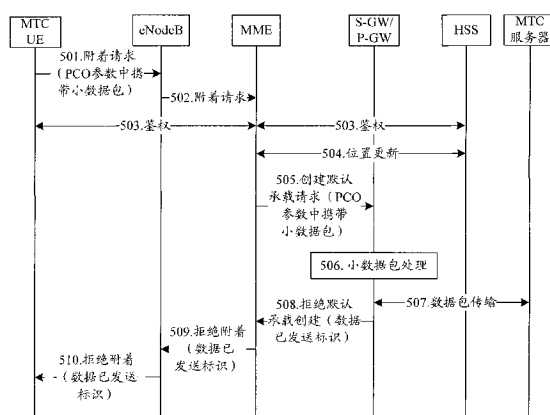 MTC
UE
eNodeB
MME
S-GW/
P-GW
HSS
MTC
服务器
501.附着请求
(PCO参数中携
带小数据包)
502.附着请求
503.鉴权
503.鉴权
504.位置更新
505.创建默认
承载请求(PCO
参数中携带
小数据包)
506.小数据包处理
507.数据包传输
508.拒绝默认
承载创建(数据
已发送标识)
509.拒绝附着
(数据已
发送标识)
510.拒绝附着
(数据已发送
标识)